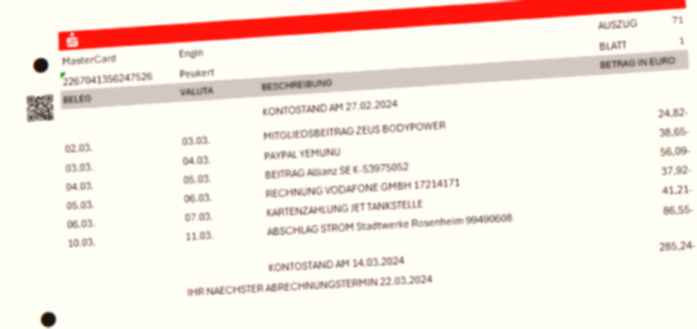 MasterCard Engin AUSZUG 71
2267041356247526 Peukert BLATT 1
BELEG VALUTA BESCHREIBUNG BETRAG IN EURO
KONTOSTAND AM 27.02.2024
02.03. 03.03. MITGLIEDSBEITRAG ZEUS BODYPOWER 24,82-
03.03. 04.03. PAYPAL YEMUNU 38,65-
04.03. 05.03. BEITRAG Allianz SE K-53975052 56,09-
05.03. 06.03. RECHNUNG VODAFONE GMBH 17214171 37,92-
06.03. 07.03. KARTENZAHLUNG JET TANKSTELLE 41,21-
10.03. 11.03. ABSCHLAG STROM Stadtwerke Rosenheim 99490608 86,55-
KONTOSTAND AM 14.03.2024 285,24-
IHR NAECHSTER ABRECHNUNGSTERMIN 22.03.2024